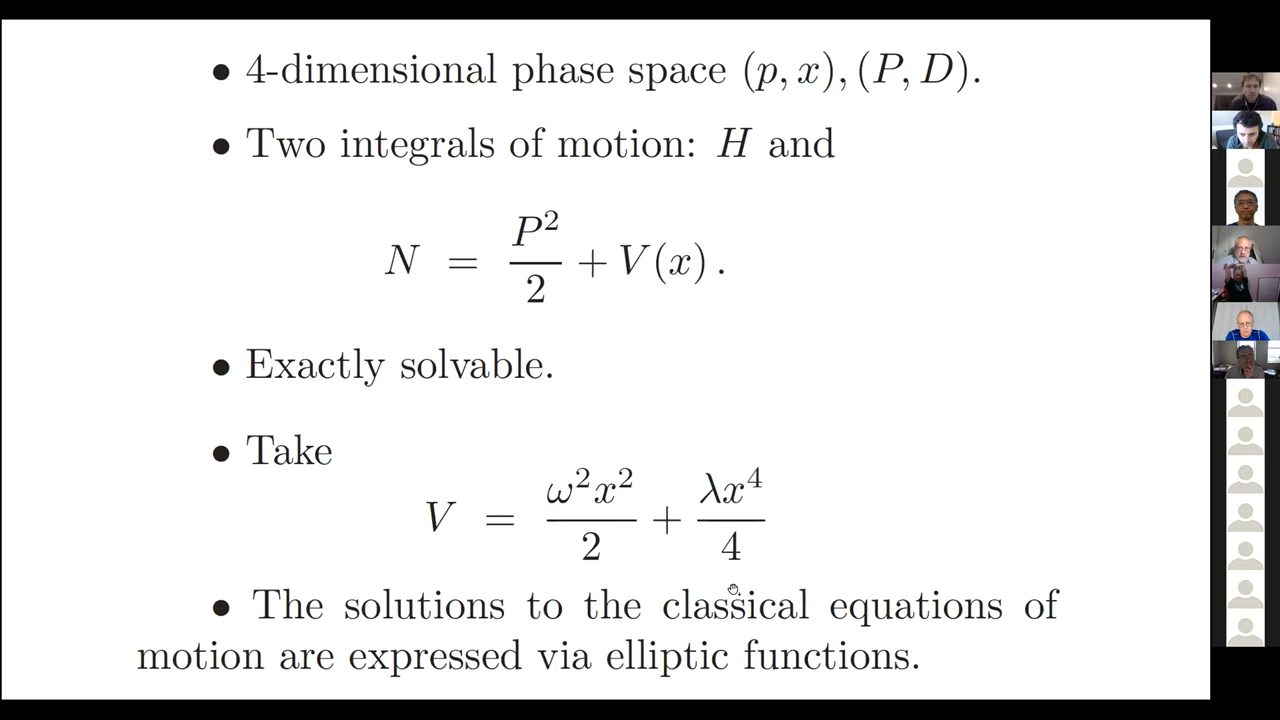 • 4-dimensional phase space (p, x), (P, D).
• Two integrals of motion: H and
N = P²/2 + V(x) .
• Exactly solvable.
• Take
V = ω²x²/2 + λx⁴/4
• The solutions to the classical equations of
motion are expressed via elliptic functions.